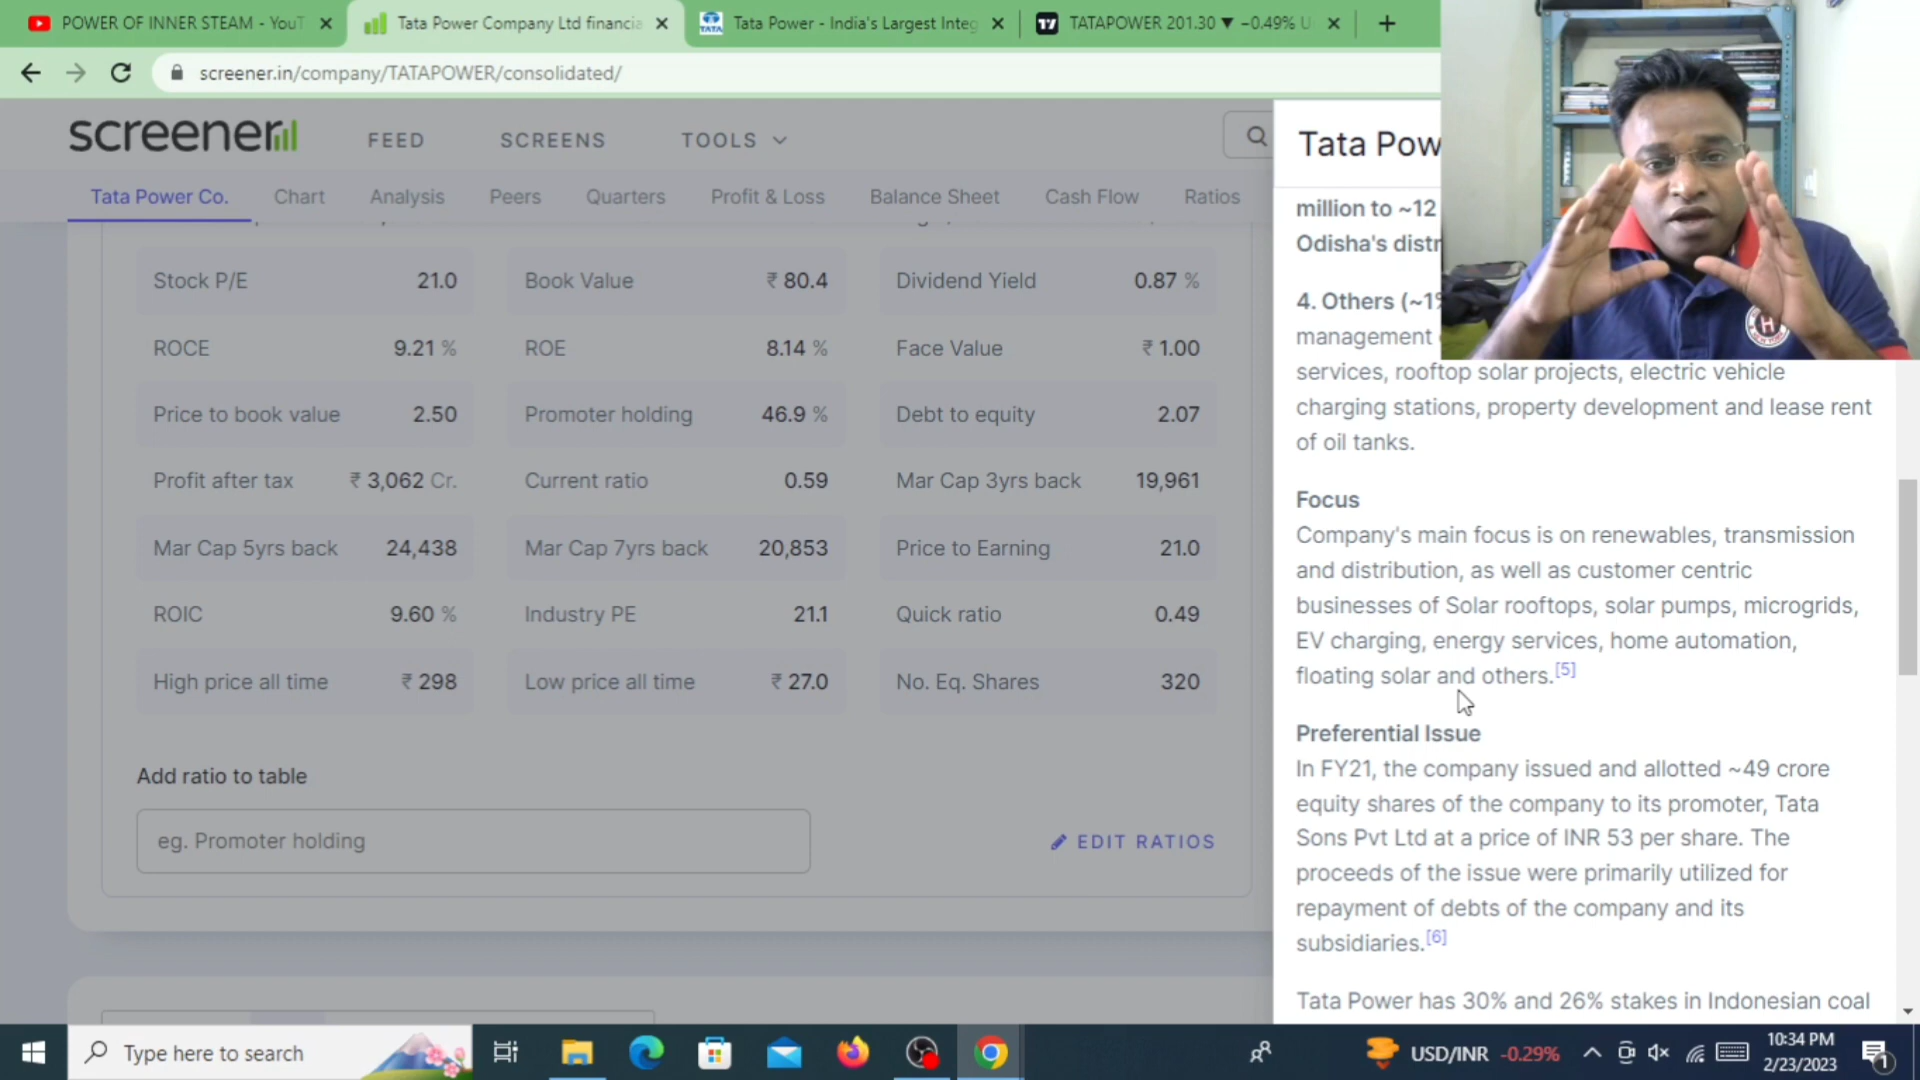 POWER OF INNER STEAM - YouT
Tata Power Company Ltd financia
Tata Power - India's Largest Integ
TATAPOWER 201.30 ▼ −0.49% U
screener.in/company/TATAPOWER/consolidated/
screener
FEED
SCREENS
TOOLS
Tata Power Co.
Chart
Analysis
Peers
Quarters
Profit & Loss
Balance Sheet
Cash Flow
Ratios
Stock P/E 21.0
Book Value ₹ 80.4
Dividend Yield 0.87 %
ROCE 9.21 %
ROE 8.14 %
Face Value ₹ 1.00
Price to book value 2.50
Promoter holding 46.9 %
Debt to equity 2.07
Profit after tax ₹ 3,062 Cr.
Current ratio 0.59
Mar Cap 3yrs back 19,961
Mar Cap 5yrs back 24,438
Mar Cap 7yrs back 20,853
Price to Earning 21.0
ROIC 9.60 %
Industry PE 21.1
Quick ratio 0.49
High price all time ₹ 298
Low price all time ₹ 27.0
No. Eq. Shares 320
Add ratio to table
eg. Promoter holding
EDIT RATIOS
Tata Pow
million to ~12
Odisha's distr
4. Others (~1%
management
services, rooftop solar projects, electric vehicle
charging stations, property development and lease rent
of oil tanks.
Focus
Company's main focus is on renewables, transmission
and distribution, as well as customer centric
businesses of Solar rooftops, solar pumps, microgrids,
EV charging, energy services, home automation,
floating solar and others.[5]
Preferential Issue
In FY21, the company issued and allotted ~49 crore
equity shares of the company to its promoter, Tata
Sons Pvt Ltd at a price of INR 53 per share. The
proceeds of the issue were primarily utilized for
repayment of debts of the company and its
subsidiaries.[6]
Tata Power has 30% and 26% stakes in Indonesian coal
Type here to search
USD/INR -0.29%
10:34 PM
2/23/2023
1